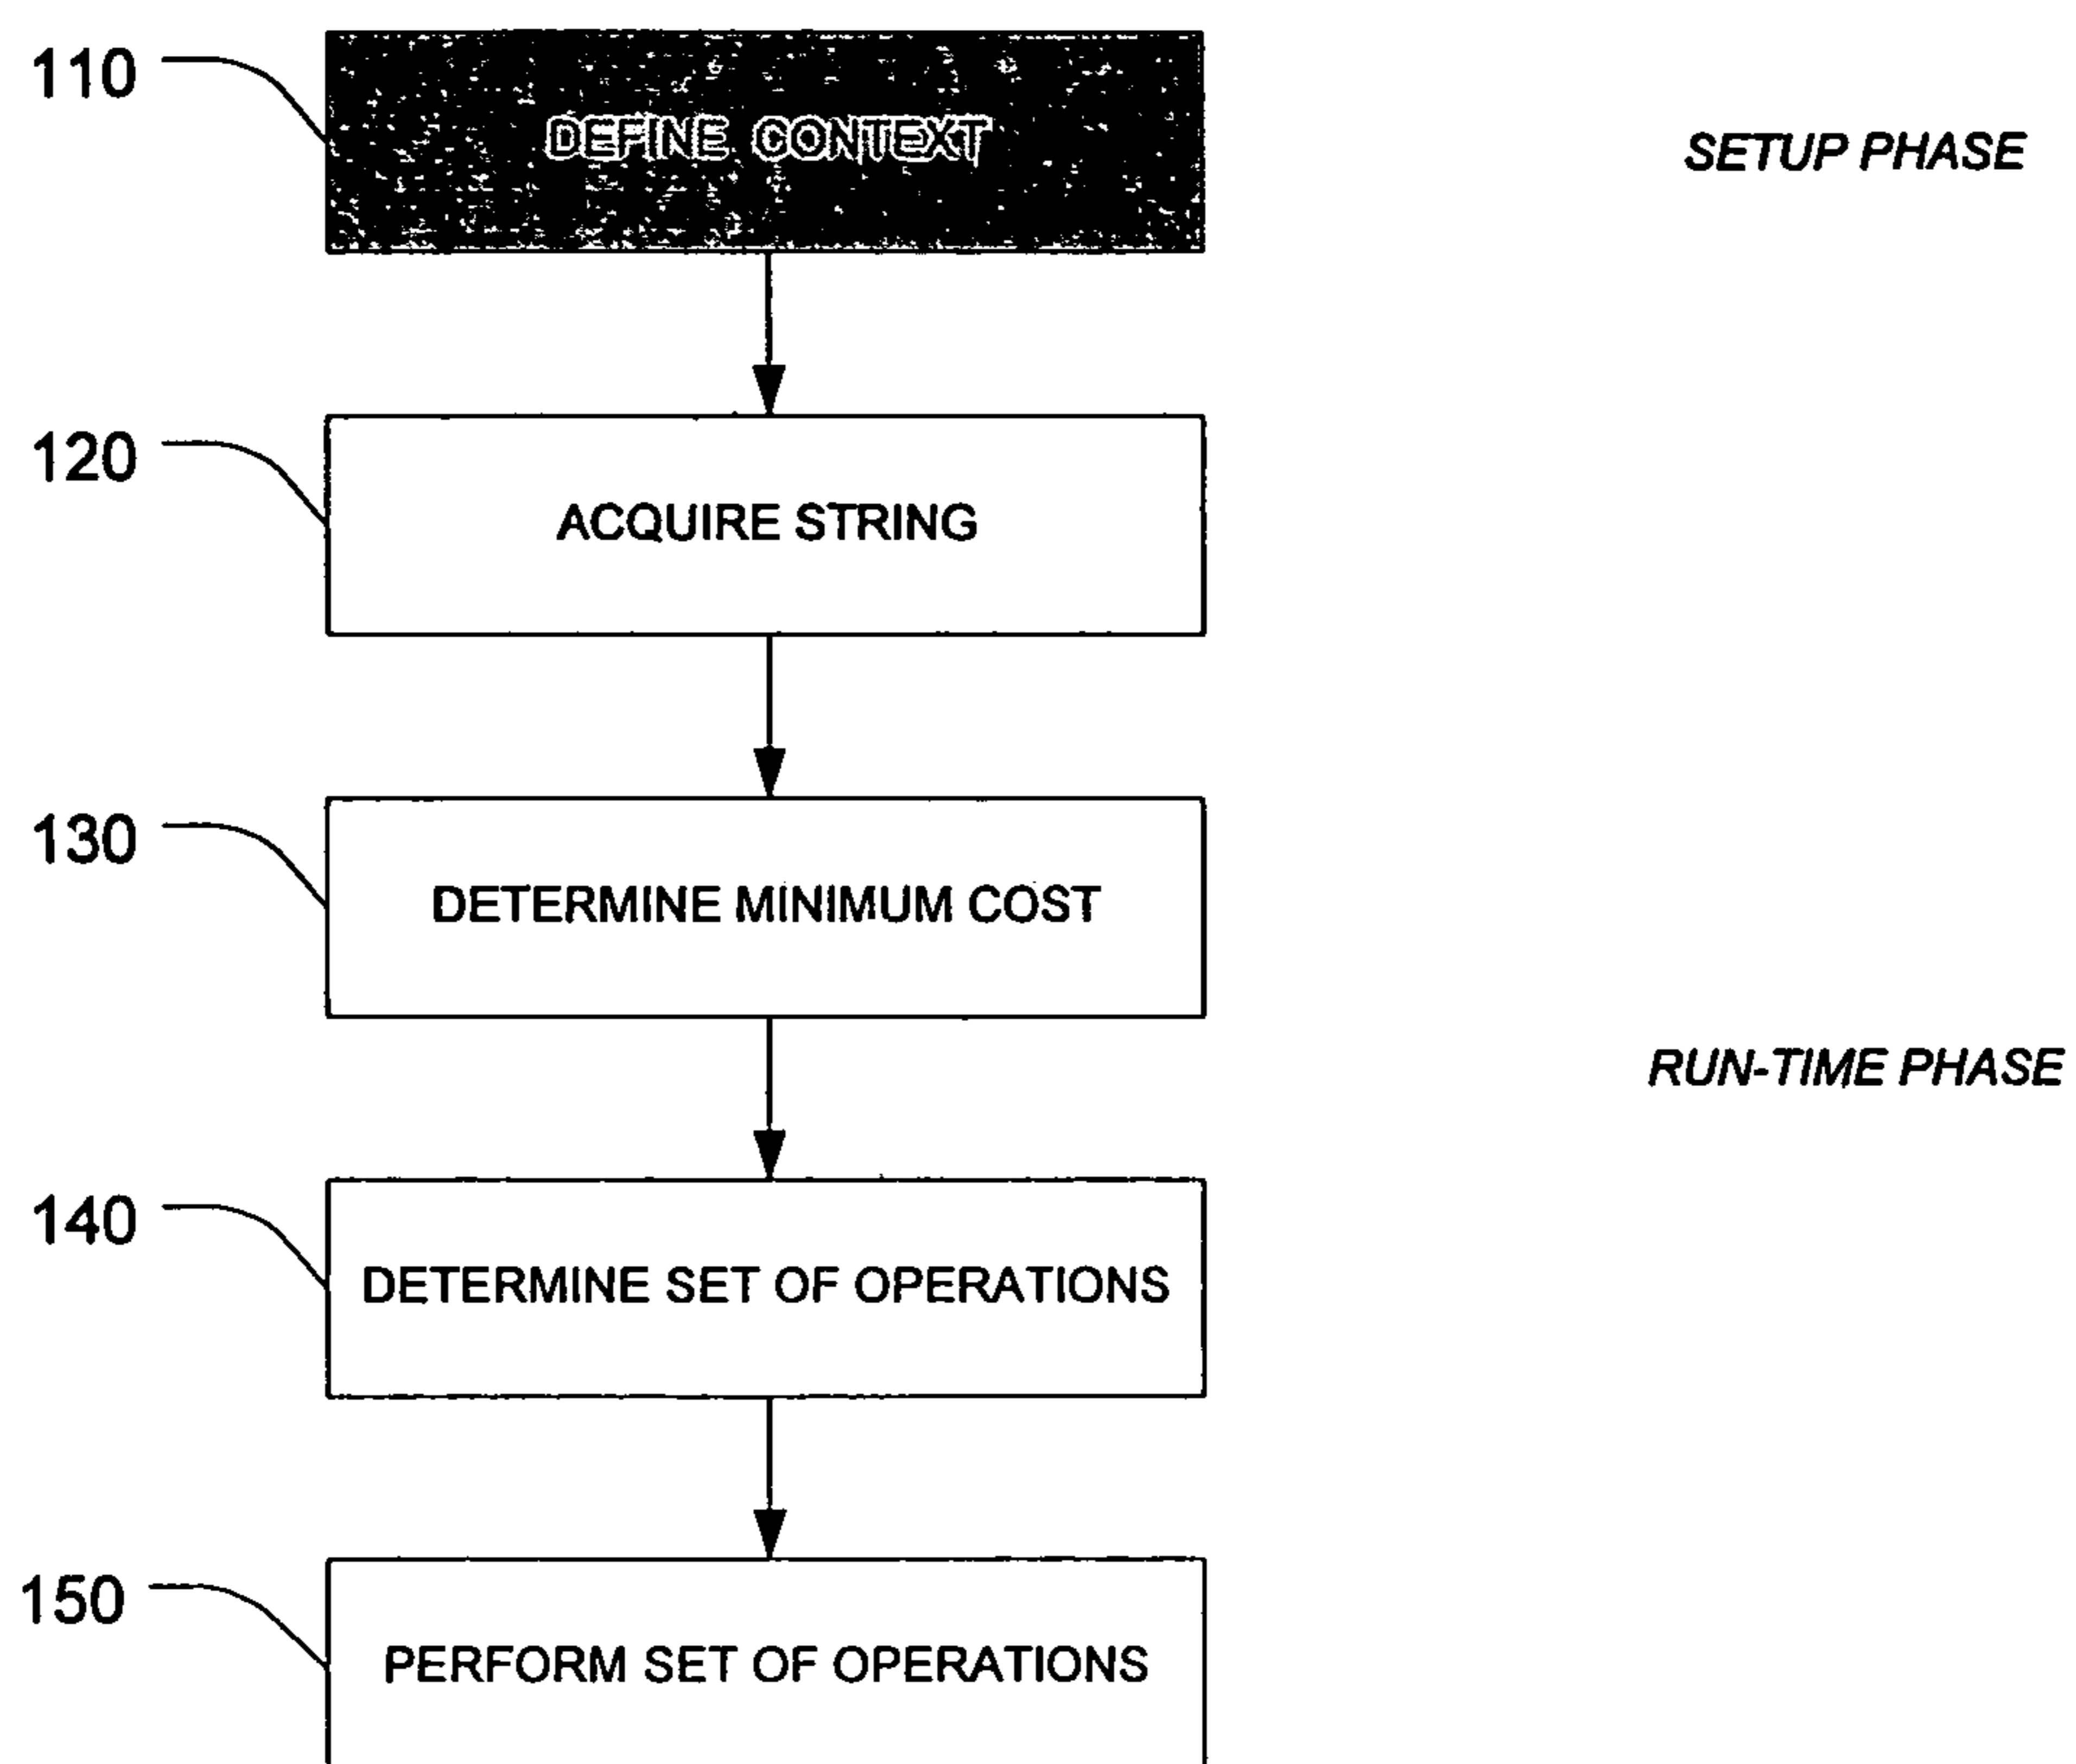 110
DEFINE CONTEXT
SETUP PHASE
120
ACQUIRE STRING
130
DETERMINE MINIMUM COST
RUN-TIME PHASE
140
DETERMINE SET OF OPERATIONS
150
PERFORM SET OF OPERATIONS